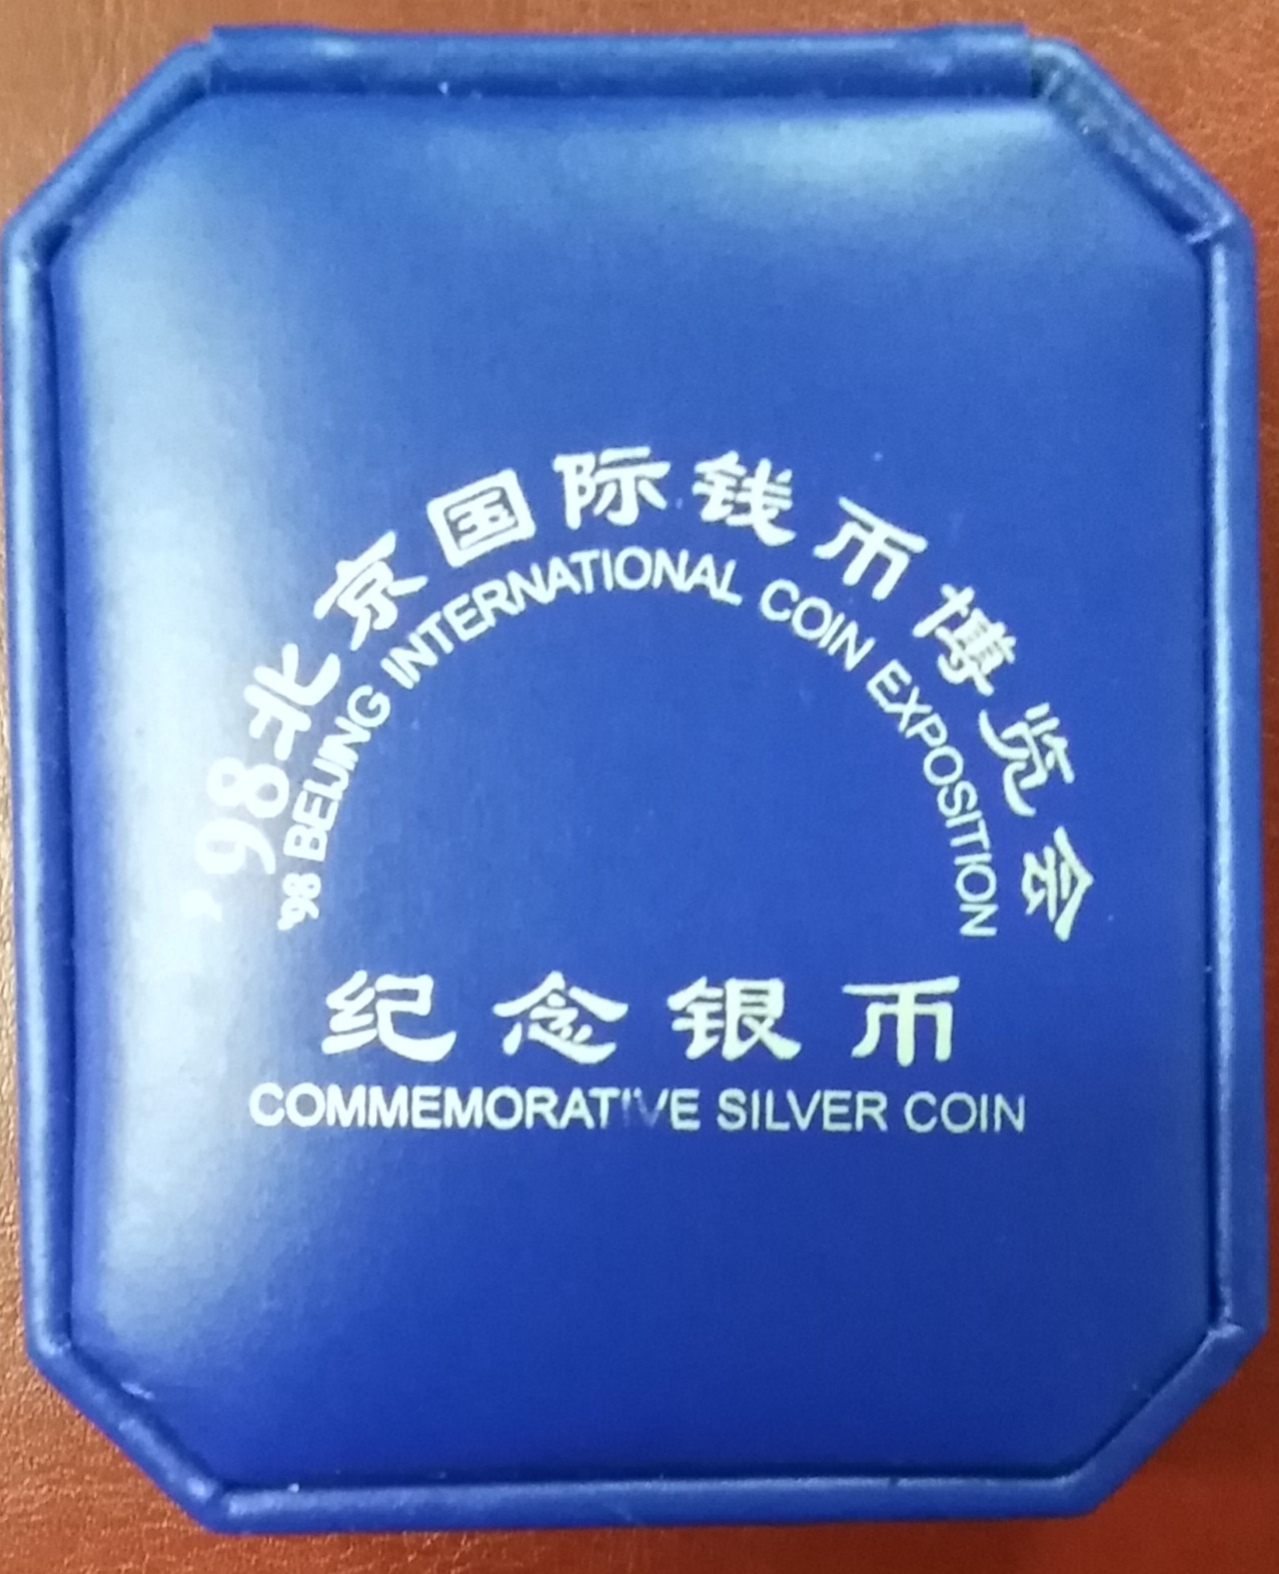 '98北京国际钱币博览会
'98 BEIJING INTERNATIONAL COIN EXPOSITION
纪念银币
COMMEMORATIVE SILVER COIN